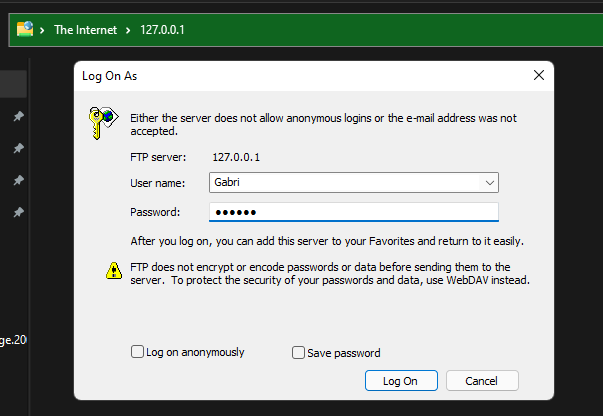 The Internet > 127.0.0.1
Log On As
Either the server does not allow anonymous logins or the e-mail address was not
accepted.
FTP server: 127.0.0.1
User name: Gabri
Password: ●●●●●●
After you log on, you can add this server to your Favorites and return to it easily.
FTP does not encrypt or encode passwords or data before sending them to the
server. To protect the security of your passwords and data, use WebDAV instead.
ge.20
Log on anonymously
Save password
Log On
Cancel